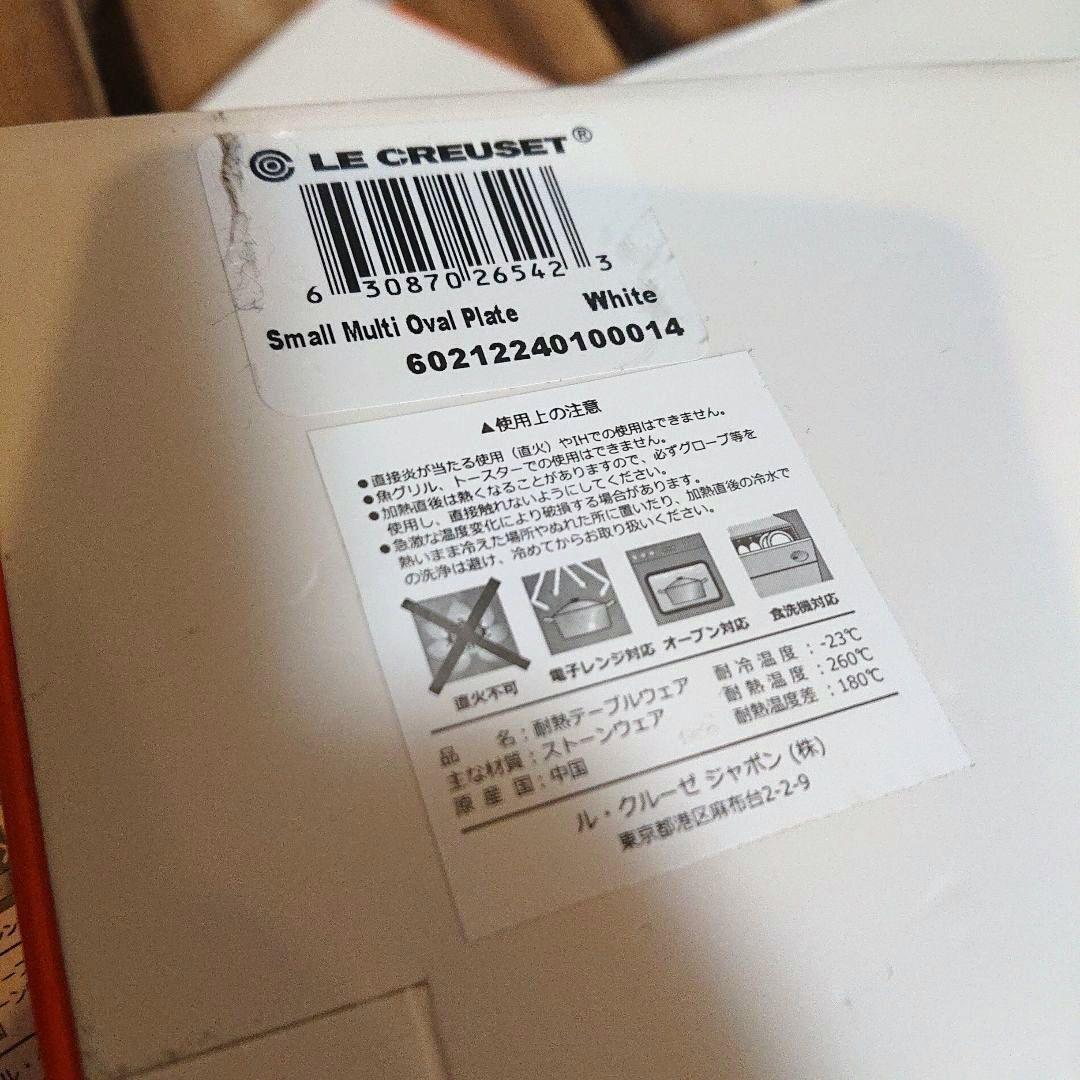 LE CREUSET®
6 30870 26542 3
Small Multi Oval Plate White
60212240100014
▲使用上の注意
●直接炎が当たる使用（直火）やIHでの使用はできません。
●魚グリル、トースターでの使用はできません。
●加熱直後は熱くなることがありますので、必ずグローブ等を
使用し、直接触れないようにしてください。
●急激な温度変化により破損する場合があります。
熱いまま冷えた場所やぬれた所に置いたり、加熱直後の冷水で
の洗浄は避け、冷めてからお取り扱いください。
直火不可 電子レンジ対応 オーブン対応 食洗機対応
品名：耐熱テーブルウェア 耐冷温度：-23℃
主な材質：ストーンウェア 耐熱温度：260℃
原産国：中国 耐熱温度差：180℃
ル・クルーゼ ジャポン (株)
東京都港区麻布台2-2-9